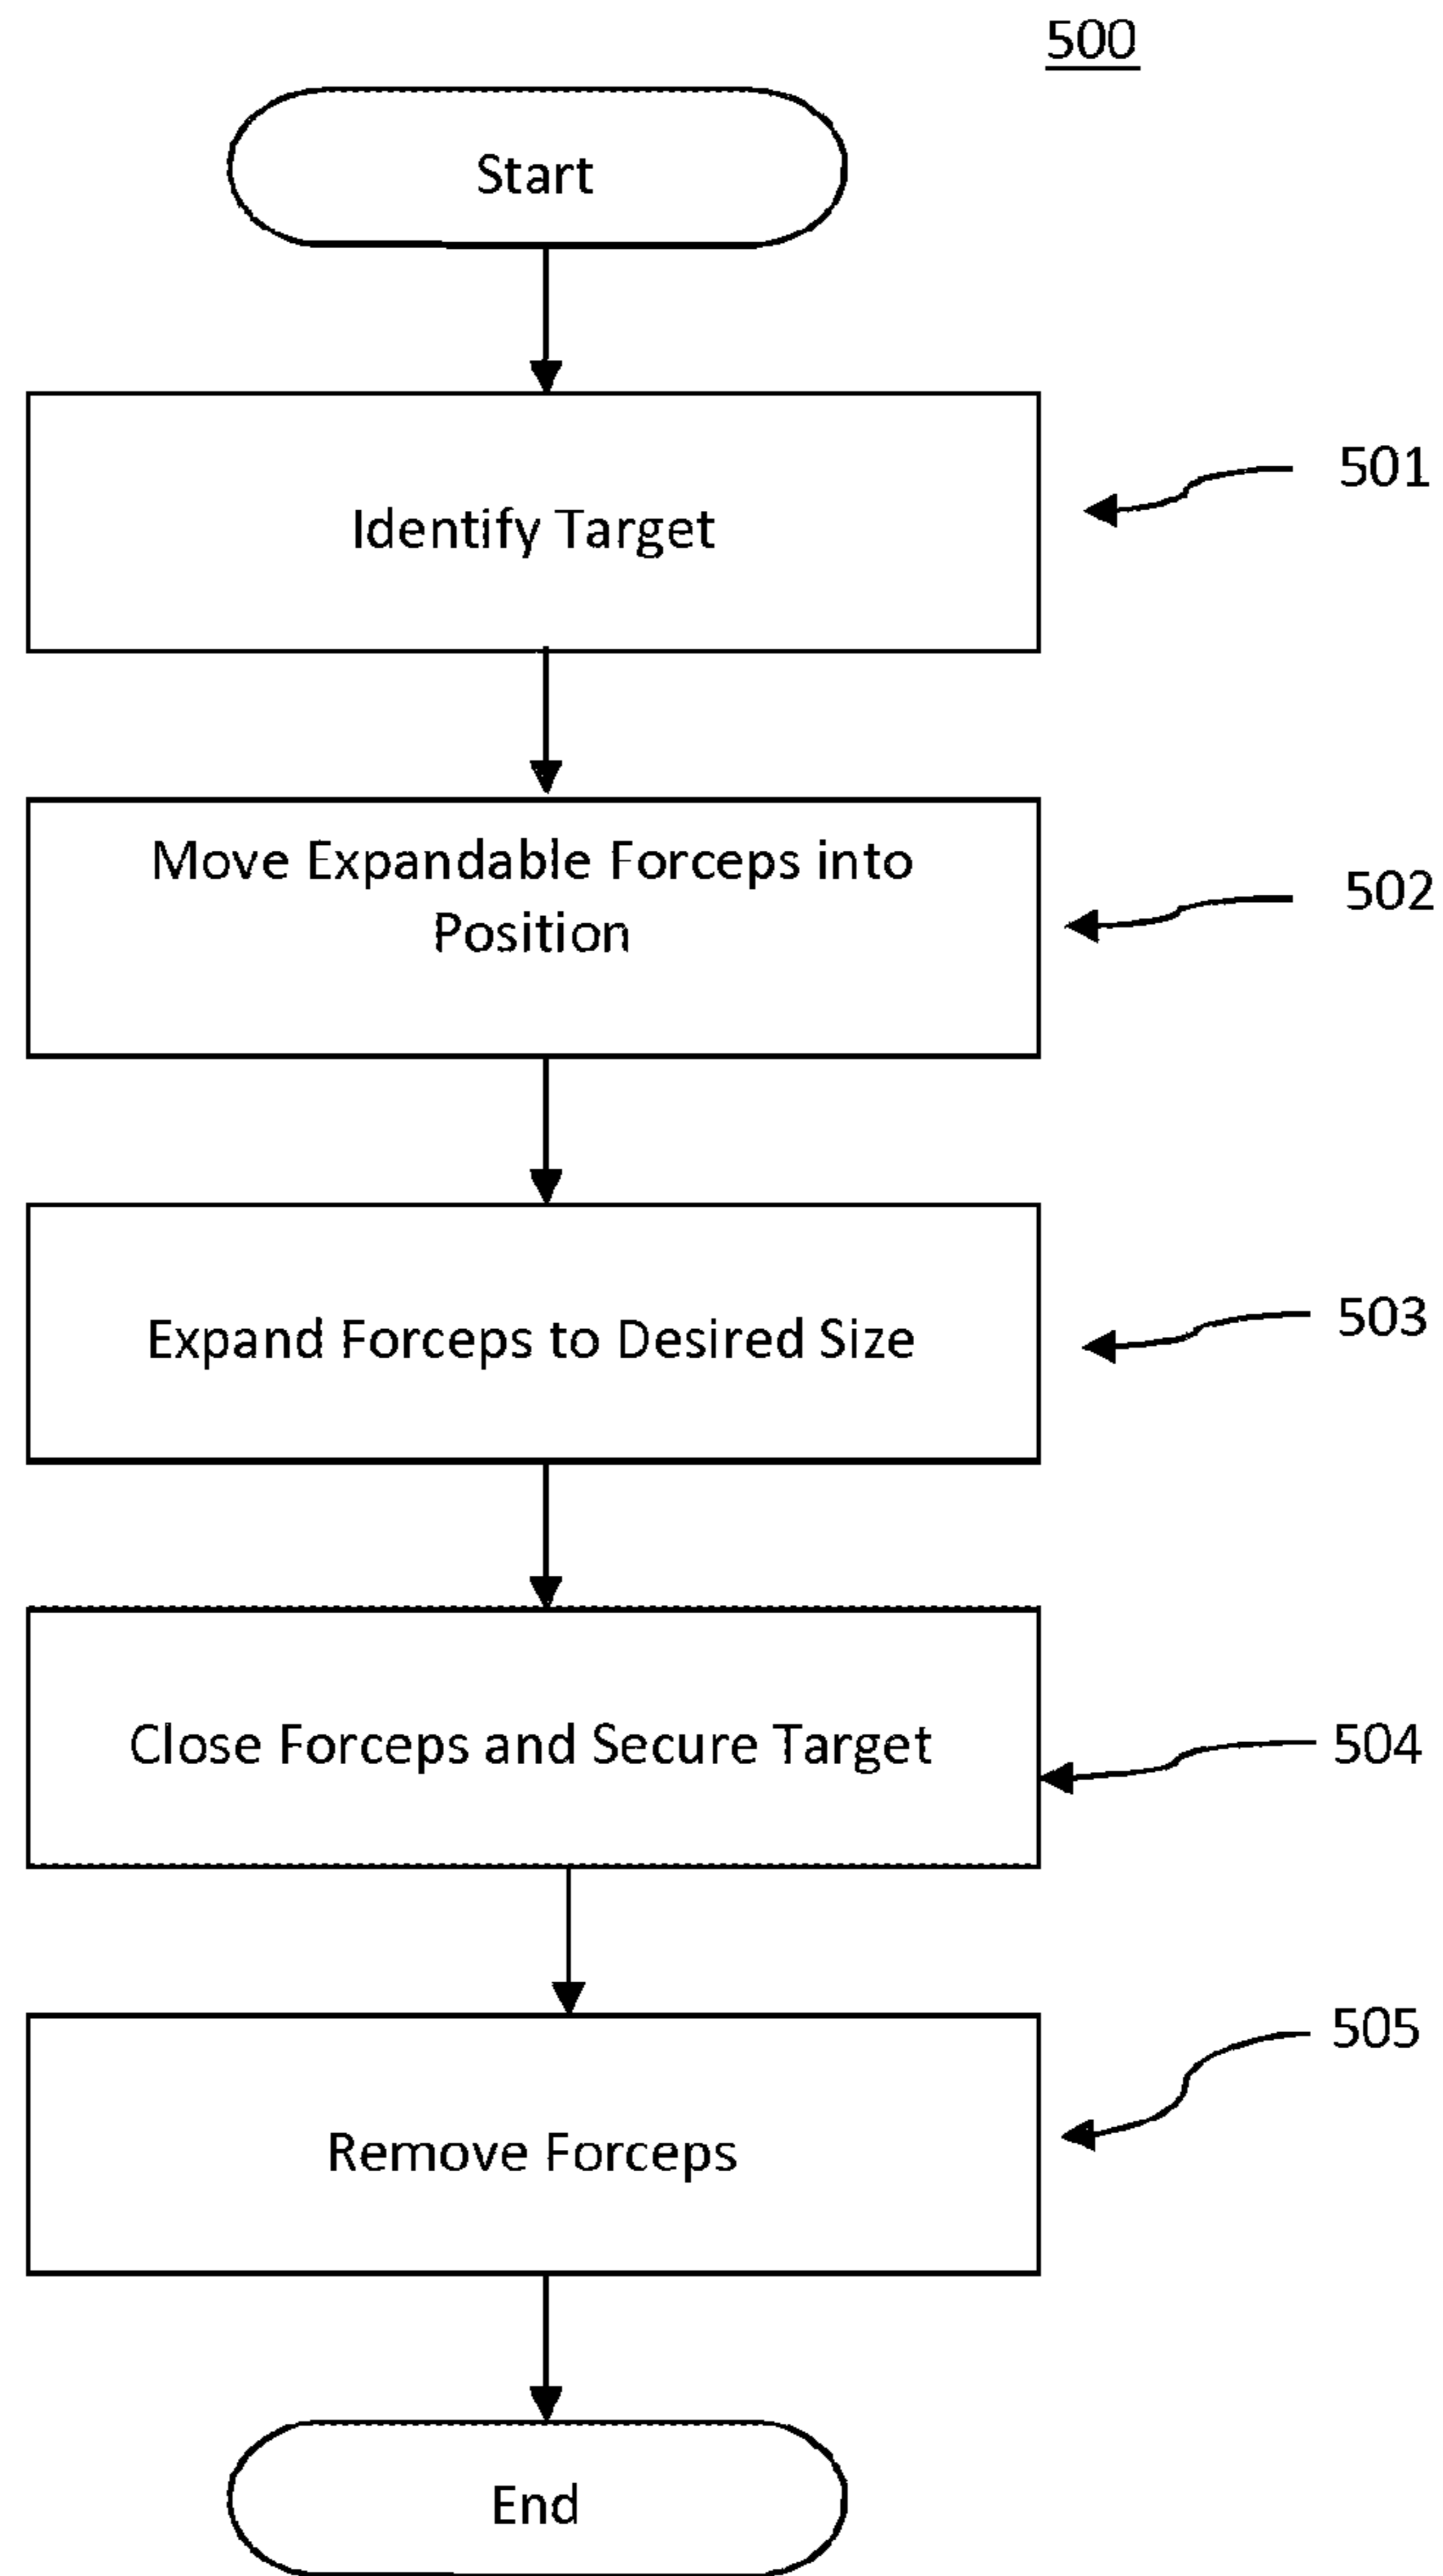 500
Start
Identify Target
501
Move Expandable Forceps into
Position
502
Expand Forceps to Desired Size
503
Close Forceps and Secure Target
504
Remove Forceps
505
End